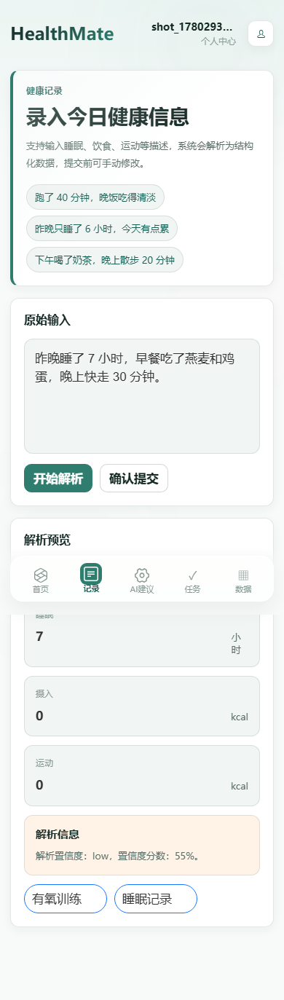 HealthMate
shot_1780293...
个人中心
健康记录
录入今日健康信息
支持输入睡眠、饮食、运动等描述，系统会解析为结构
化数据，提交前可手动修改。
跑了 40 分钟，晚饭吃得清淡
昨晚只睡了 6 小时，今天有点累
下午喝了奶茶，晚上散步 20 分钟
原始输入
昨晚睡了 7 小时，早餐吃了燕麦和鸡
蛋，晚上快走 30 分钟。
开始解析
确认提交
解析预览
首页
记录
AI建议
任务
数据
睡眠
7
小
时
摄入
0
kcal
运动
0
kcal
解析信息
解析置信度：low，置信度分数：55%。
有氧训练
睡眠记录